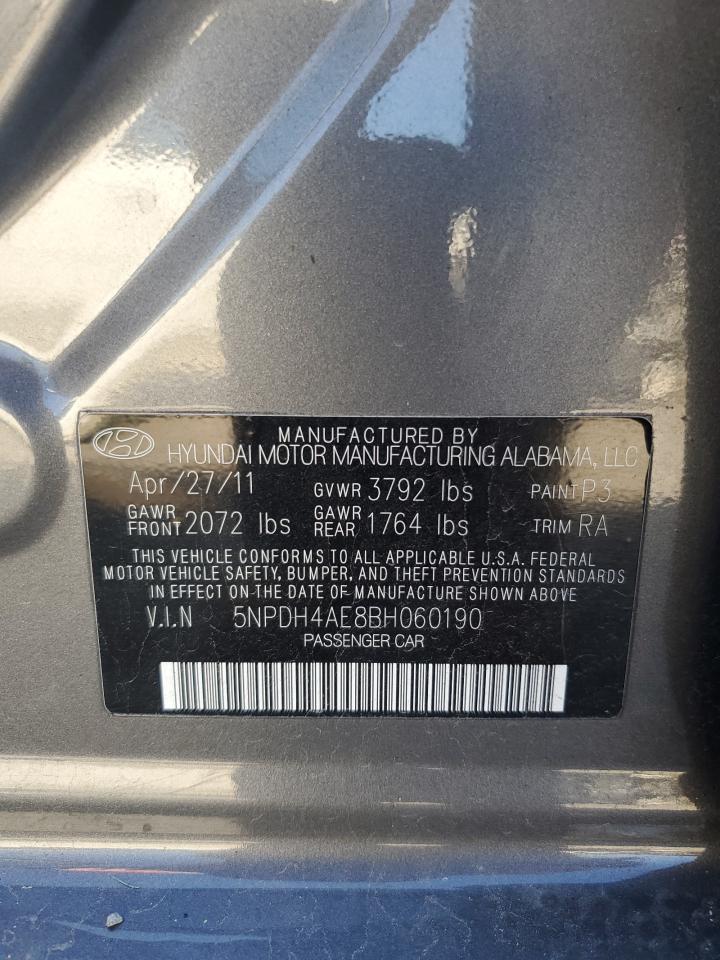 MANUFACTURED BY
HYUNDAI MOTOR MANUFACTURING ALABAMA, LLC
Apr/27/11 GVWR 3792 lbs PAINT P3
GAWR FRONT 2072 lbs GAWR REAR 1764 lbs TRIM RA
THIS VEHICLE CONFORMS TO ALL APPLICABLE U.S.A. FEDERAL
MOTOR VEHICLE SAFETY, BUMPER, AND THEFT PREVENTION STANDARDS
IN EFFECT ON THE DATE OF MANUFACTURE SHOWN ABOVE
V.I.N 5NPDH4AE8BH060190
PASSENGER CAR